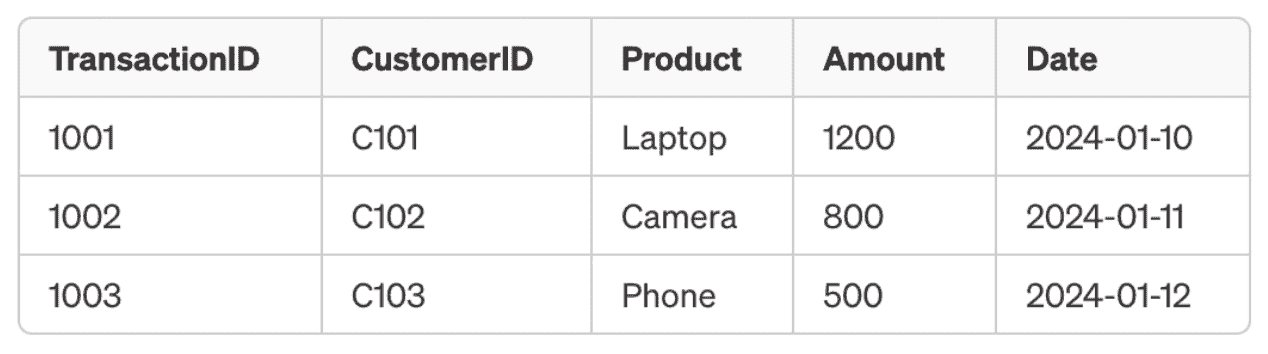 TransactionID CustomerID Product Amount Date
1001 C101 Laptop 1200 2024-01-10
1002 C102 Camera 800 2024-01-11
1003 C103 Phone 500 2024-01-12